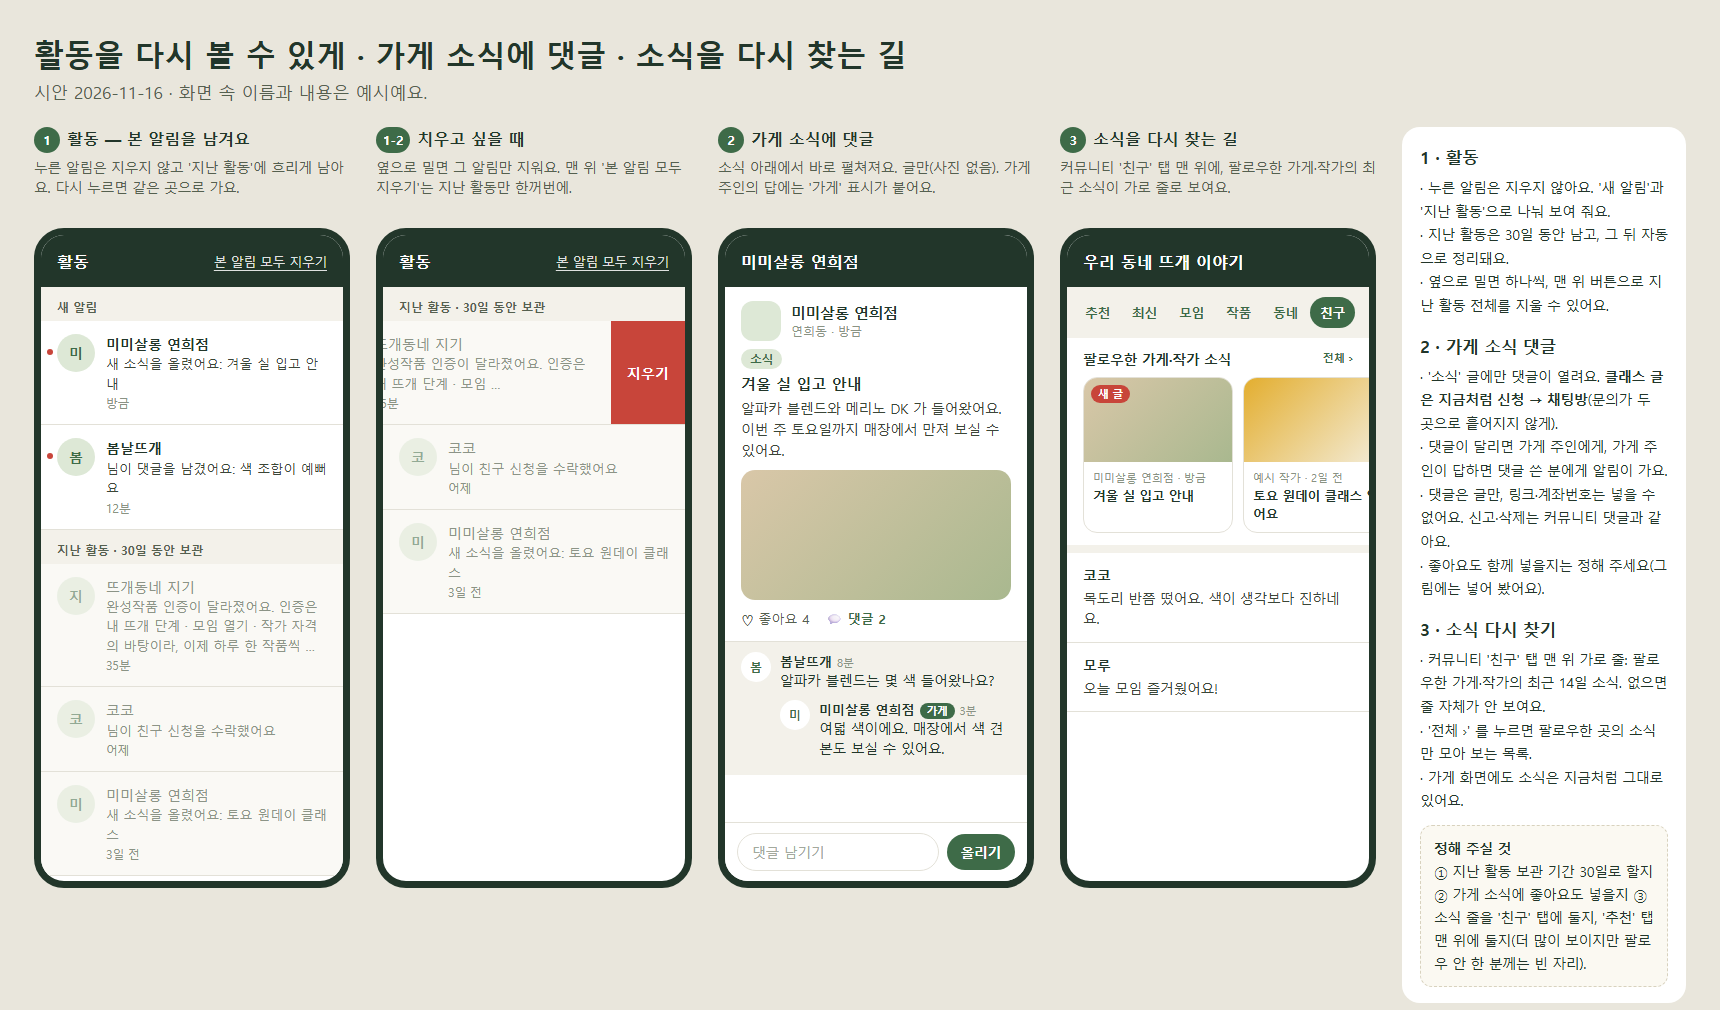 활동을 다시 볼 수 있게 · 가게 소식에 댓글 · 소식을 다시 찾는 길
시안 2026-11-16 · 화면 속 이름과 내용은 예시예요.
1 활동 — 본 알림을 남겨요
누른 알림은 지우지 않고 '지난 활동'에 흐리게 남아
요. 다시 누르면 같은 곳으로 가요.
활동
본 알림 모두 지우기
새 알림
미
미미살롱 연희점
새 소식을 올렸어요: 겨울 실 입고 안
내
방금
봄
봄날뜨개
님이 댓글을 남겼어요: 색 조합이 예뻐
요
12분
지난 활동 · 30일 동안 보관
지
뜨개동네 지기
완성작품 인증이 달라졌어요. 인증은
내 뜨개 단계 · 모임 열기 · 작가 자격
의 바탕이라, 이제 하루 한 작품씩 ...
35분
코
코코
님이 친구 신청을 수락했어요
어제
미
미미살롱 연희점
새 소식을 올렸어요: 토요 원데이 클래
스
3일 전
1-2 치우고 싶을 때
옆으로 밀면 그 알림만 지워요. 맨 위 '본 알림 모두
지우기'는 지난 활동만 한꺼번에.
활동
본 알림 모두 지우기
지난 활동 · 30일 동안 보관
뜨개동네 지기
완성작품 인증이 달라졌어요. 인증은
뜨개 단계 · 모임 ...
5분
지우기
코
코코
님이 친구 신청을 수락했어요
어제
미
미미살롱 연희점
새 소식을 올렸어요: 토요 원데이 클래
스
3일 전
2 가게 소식에 댓글
소식 아래에서 바로 펼쳐져요. 글만(사진 없음). 가게
주인의 답에는 '가게' 표시가 붙어요.
미미살롱 연희점
미미살롱 연희점
연희동 · 방금
소식
겨울 실 입고 안내
알파카 블렌드와 메리노 DK 가 들어왔어요.
이번 주 토요일까지 매장에서 만져 보실 수
있어요.
♡ 좋아요 4 댓글 2
봄
봄날뜨개 8분
알파카 블렌드는 몇 색 들어왔나요?
미
미미살롱 연희점 가게 3분
여덟 색이에요. 매장에서 색 견
본도 보실 수 있어요.
댓글 남기기
올리기
3 소식을 다시 찾는 길
커뮤니티 '친구' 탭 맨 위에, 팔로우한 가게·작가의 최
근 소식이 가로 줄로 보여요.
우리 동네 뜨개 이야기
추천 최신 모임 작품 동네 친구
팔로우한 가게·작가 소식
전체 ›
새 글
미미살롱 연희점 · 방금
겨울 실 입고 안내
예시 작가 · 2일 전
토요 원데이 클래스
어요
코코
목도리 반쯤 떴어요. 색이 생각보다 진하네
요.
모루
오늘 모임 즐거웠어요!
1 · 활동
· 누른 알림은 지우지 않아요. '새 알림'과
'지난 활동'으로 나눠 보여 줘요.
· 지난 활동은 30일 동안 남고, 그 뒤 자동
으로 정리돼요.
· 옆으로 밀면 하나씩, 맨 위 버튼으로 지
난 활동 전체를 지울 수 있어요.
2 · 가게 소식 댓글
· '소식' 글에만 댓글이 열려요. 클래스 글
은 지금처럼 신청 → 채팅방(문의가 두
곳으로 흩어지지 않게).
· 댓글이 달리면 가게 주인에게, 가게 주
인이 답하면 댓글 쓴 분에게 알림이 가요.
· 댓글은 글만, 링크·계좌번호는 넣을 수
없어요. 신고·삭제는 커뮤니티 댓글과 같
아요.
· 좋아요도 함께 넣을지는 정해 주세요(그
림에는 넣어 봤어요).
3 · 소식 다시 찾기
· 커뮤니티 '친구' 탭 맨 위 가로 줄: 팔로
우한 가게·작가의 최근 14일 소식. 없으면
줄 자체가 안 보여요.
· '전체 ›' 를 누르면 팔로우한 곳의 소식
만 모아 보는 목록.
· 가게 화면에도 소식은 지금처럼 그대로
있어요.
정해 주실 것
① 지난 활동 보관 기간 30일로 할지
② 가게 소식에 좋아요도 넣을지 ③
소식 줄을 '친구' 탭에 둘지, '추천' 탭
맨 위에 둘지(더 많이 보이지만 팔로
우 안 한 분께는 빈 자리).